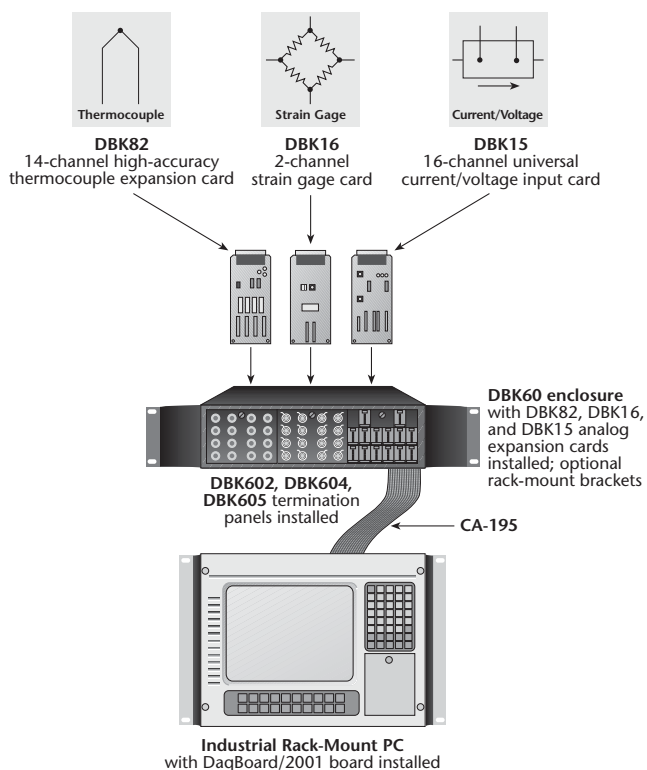 Thermocouple
DBK82
14-channel high-accuracy
thermocouple expansion card
Strain Gage
DBK16
2-channel
strain gage card
Current/Voltage
DBK15
16-channel universal
current/voltage input card
DBK60 enclosure
with DBK82, DBK16,
and DBK15 analog
expansion cards
installed; optional
rack-mount brackets
DBK602, DBK604,
DBK605 termination
panels installed
CA-195
Industrial Rack-Mount PC
with DaqBoard/2001 board installed